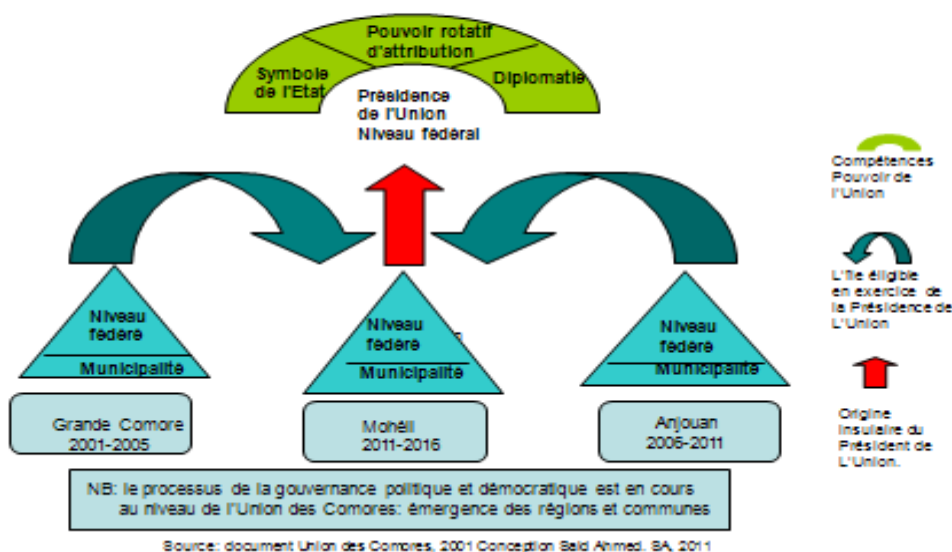 Pouvoir rotatif
d'attribution
Symbole
de l'Etat
Diplomatie
Présidence
de l'Union
Niveau fédéral
Compétences
Pouvoir de
l'Union
L'île éligible
en exercice de
la Présidence de
L'Union
Origine
Insulaire du
Président de
L'Union.
Niveau
fédéré
Municipalité
Niveau
fédéré
Municipalité
Niveau
fédéré
Municipalité
Grande Comore
2001-2005
Mohéli
2011-2016
Anjouan
2006-2011
NB: le processus de la gouvernance politique et démocratique est en cours
au niveau de l'Union des Comores: émergence des régions et communes
Source: document Union des Comores, 2001 Conception Said Ahmed, SA, 2011